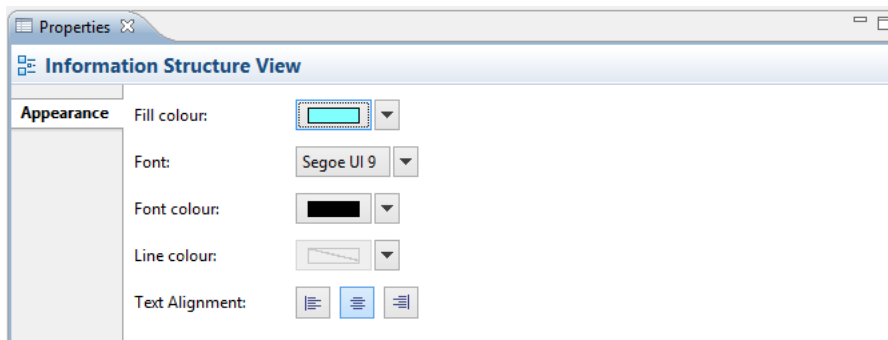 Properties
Information Structure View
Appearance
Fill colour:
Font:
Segoe UI 9
Font colour:
Line colour:
Text Alignment: